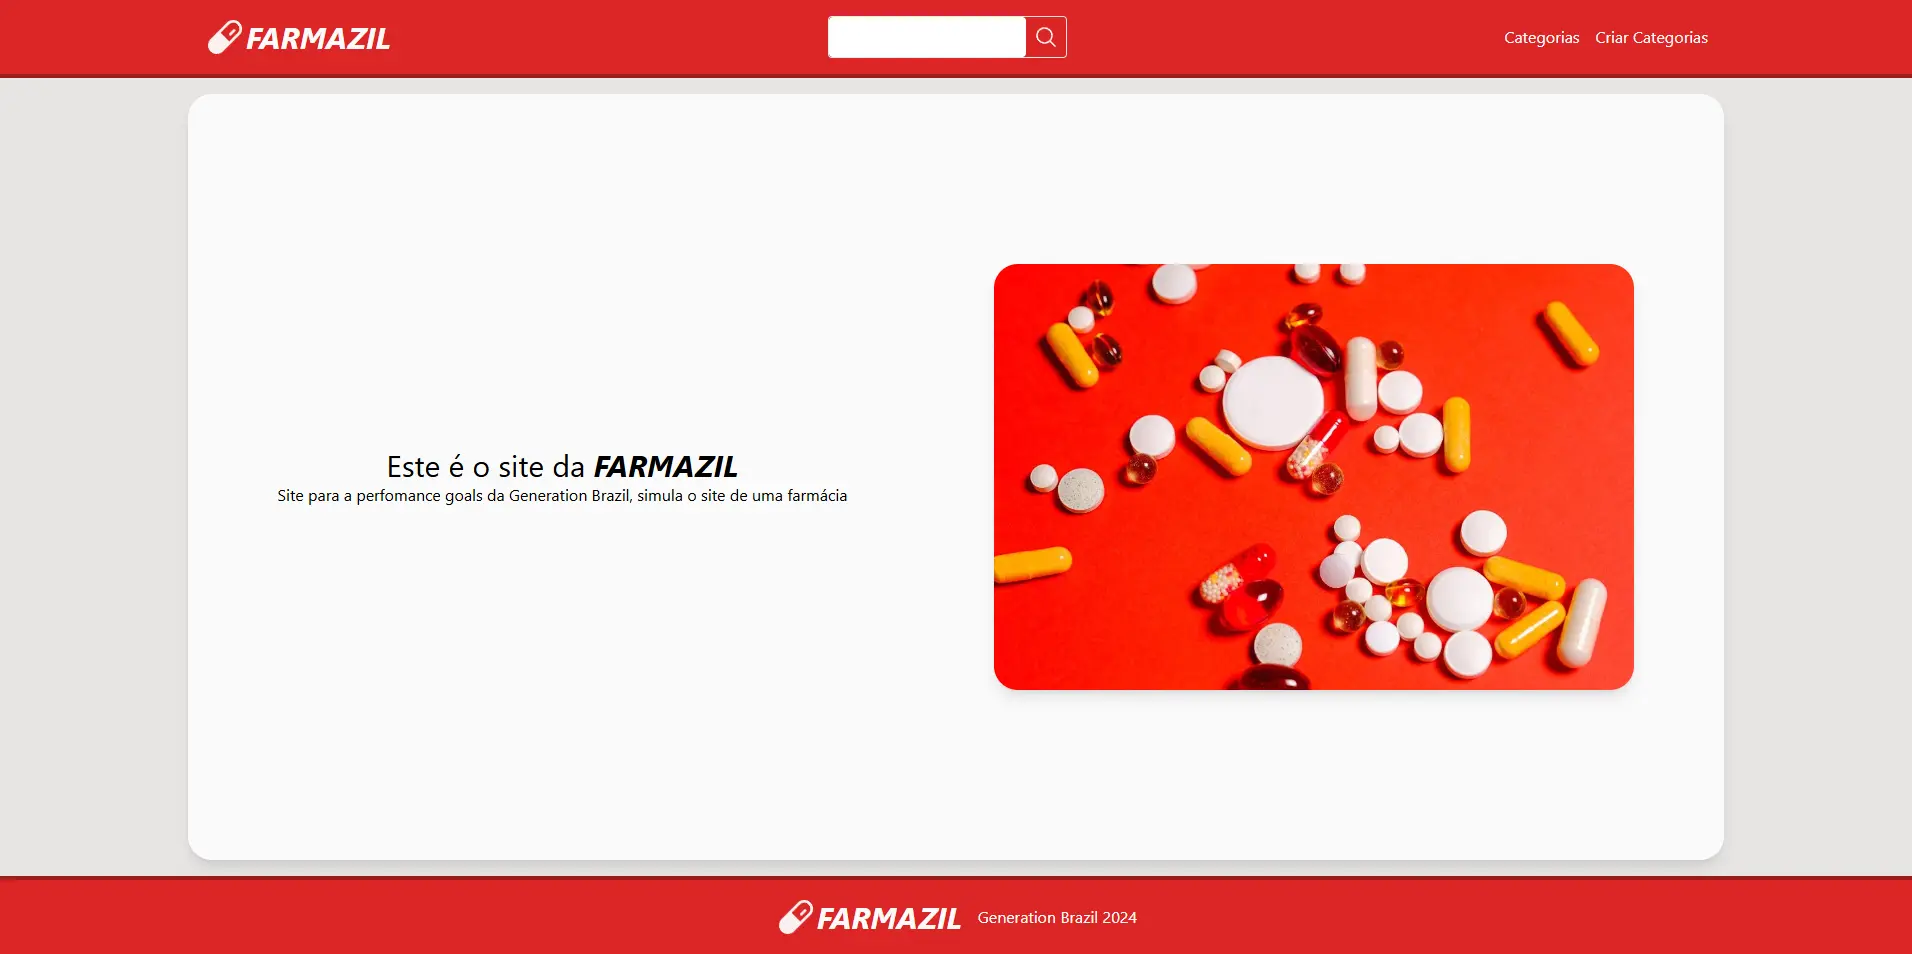 FARMAZIL
Categorias Criar Categorias
Este é o site da FARMAZIL
Site para a perfomance goals da Generation Brazil, simula o site de uma farmácia
FARMAZIL Generation Brazil 2024